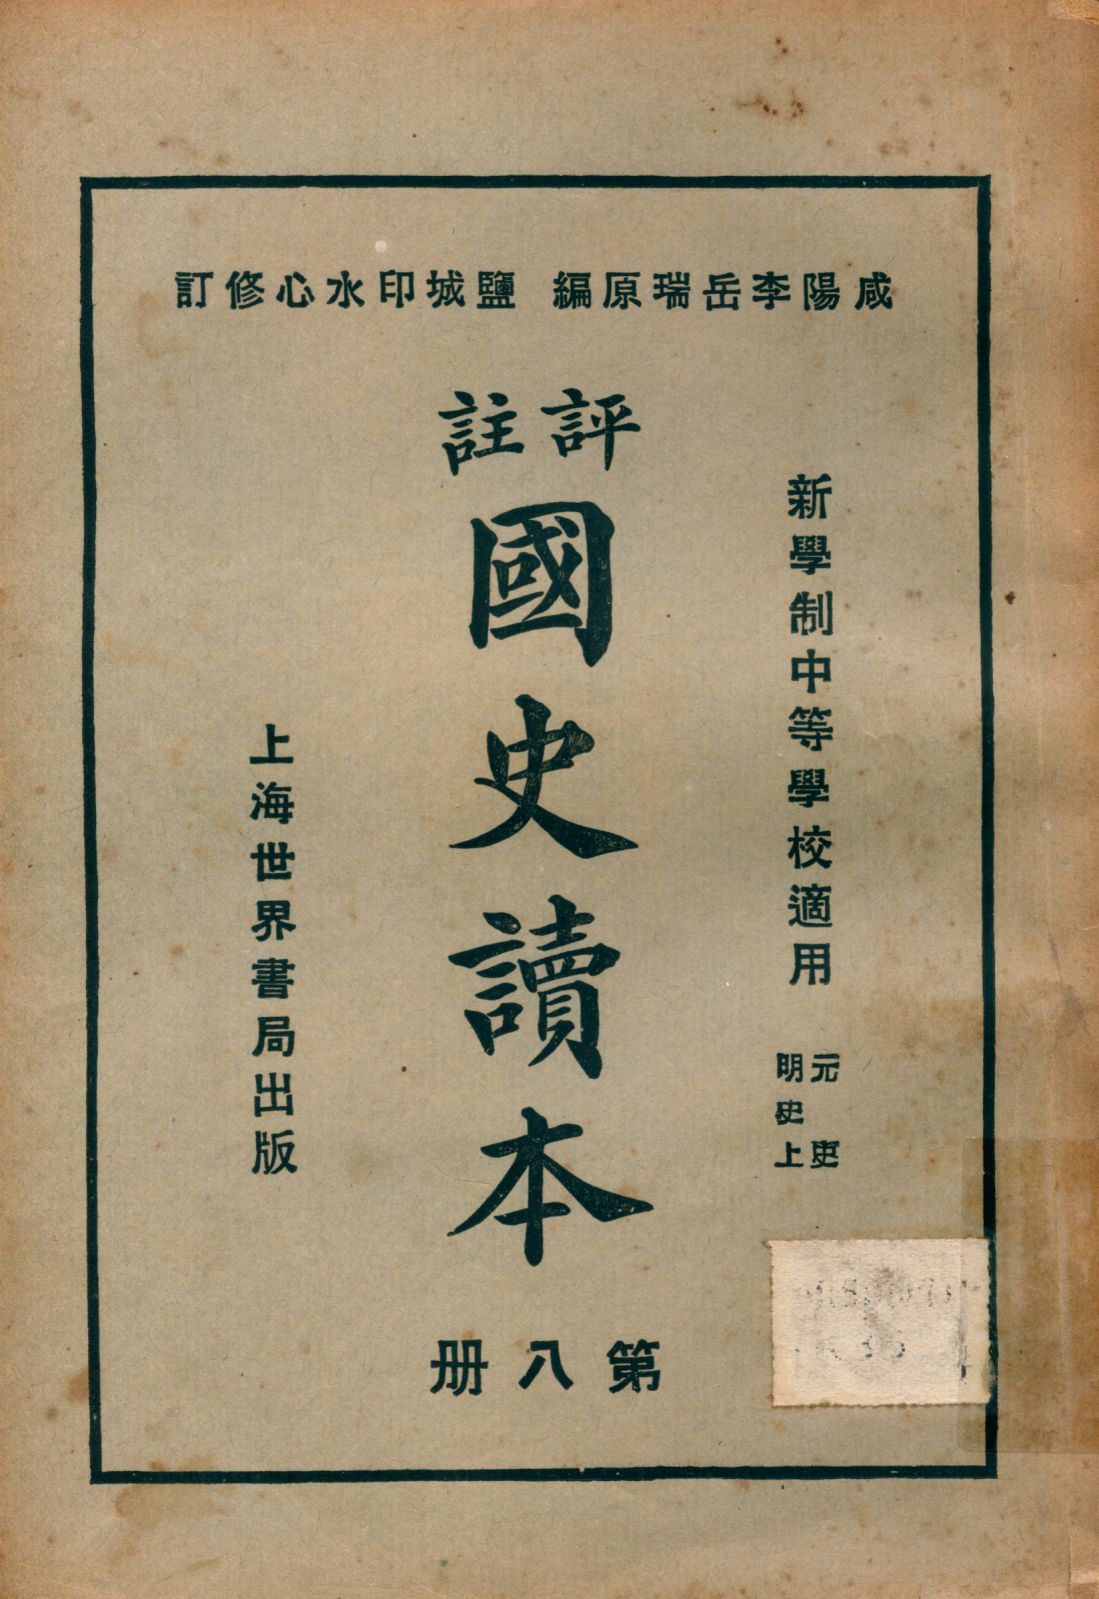 咸陽李岳瑞原編 鹽城印水心修訂
新學制中等學校適用
元史
明史上
評註
國史讀本
第八册
上海世界書局出版